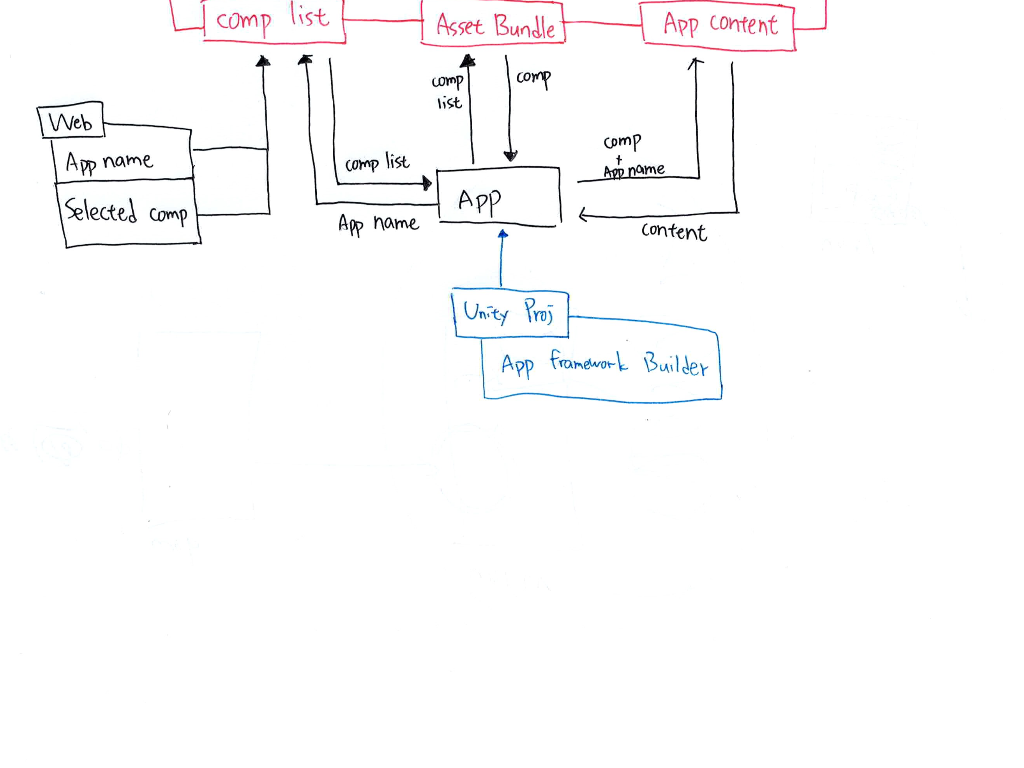 comp list
Asset Bundle
App content
comp
list
comp
Web
App name
Selected comp
comp list
App name
App
comp
+
App name
content
Unity Proj
App framework Builder